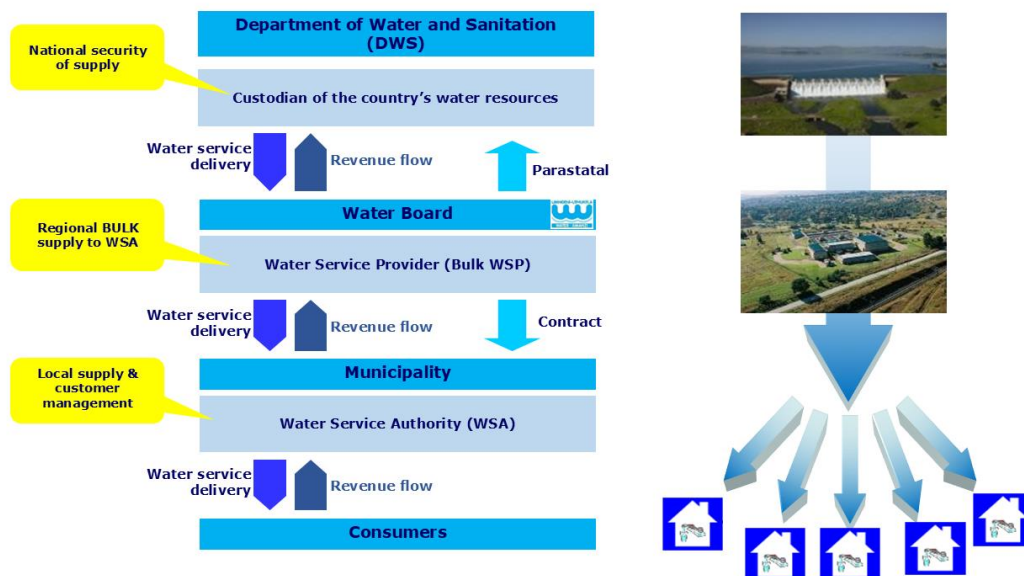 Department of Water and Sanitation
(DWS)
National security
of supply
Custodian of the country's water resources
Water service
delivery
Revenue flow
Parastatal
Water Board
Regional BULK
supply to WSA
Water Service Provider (Bulk WSP)
Water service
delivery
Revenue flow
Contract
Municipality
Local supply &
customer
management
Water Service Authority (WSA)
Water service
delivery
Revenue flow
Consumers